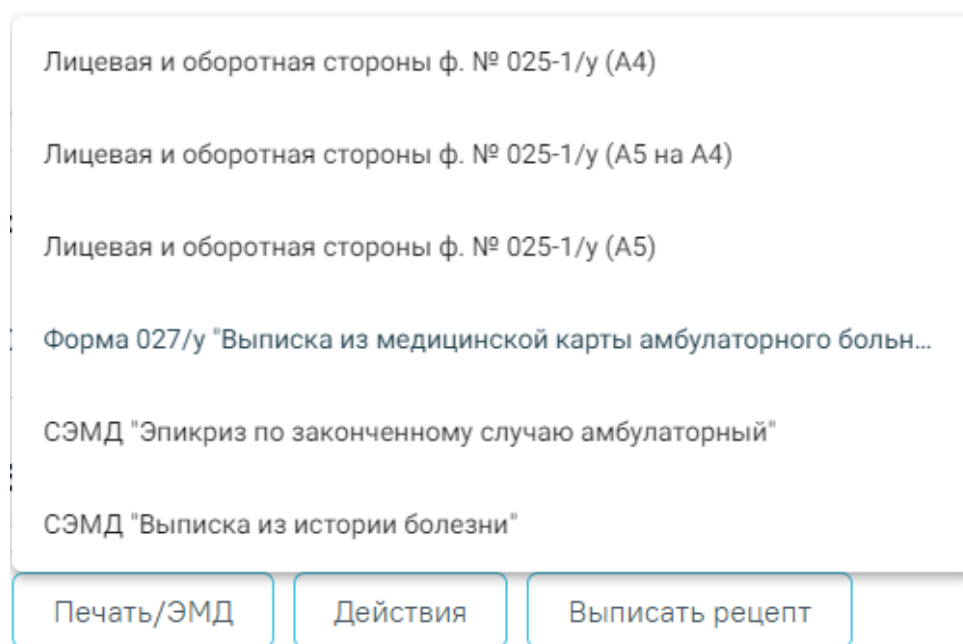 Лицевая и оборотная стороны ф. № 025-1/у (А4)
Лицевая и оборотная стороны ф. № 025-1/у (А5 на А4)
Лицевая и оборотная стороны ф. № 025-1/у (А5)
Форма 027/у "Выписка из медицинской карты амбулаторного больн...
СЭМД "Эпикриз по законченному случаю амбулаторный"
СЭМД "Выписка из истории болезни"
Печать/ЭМД Действия Выписать рецепт